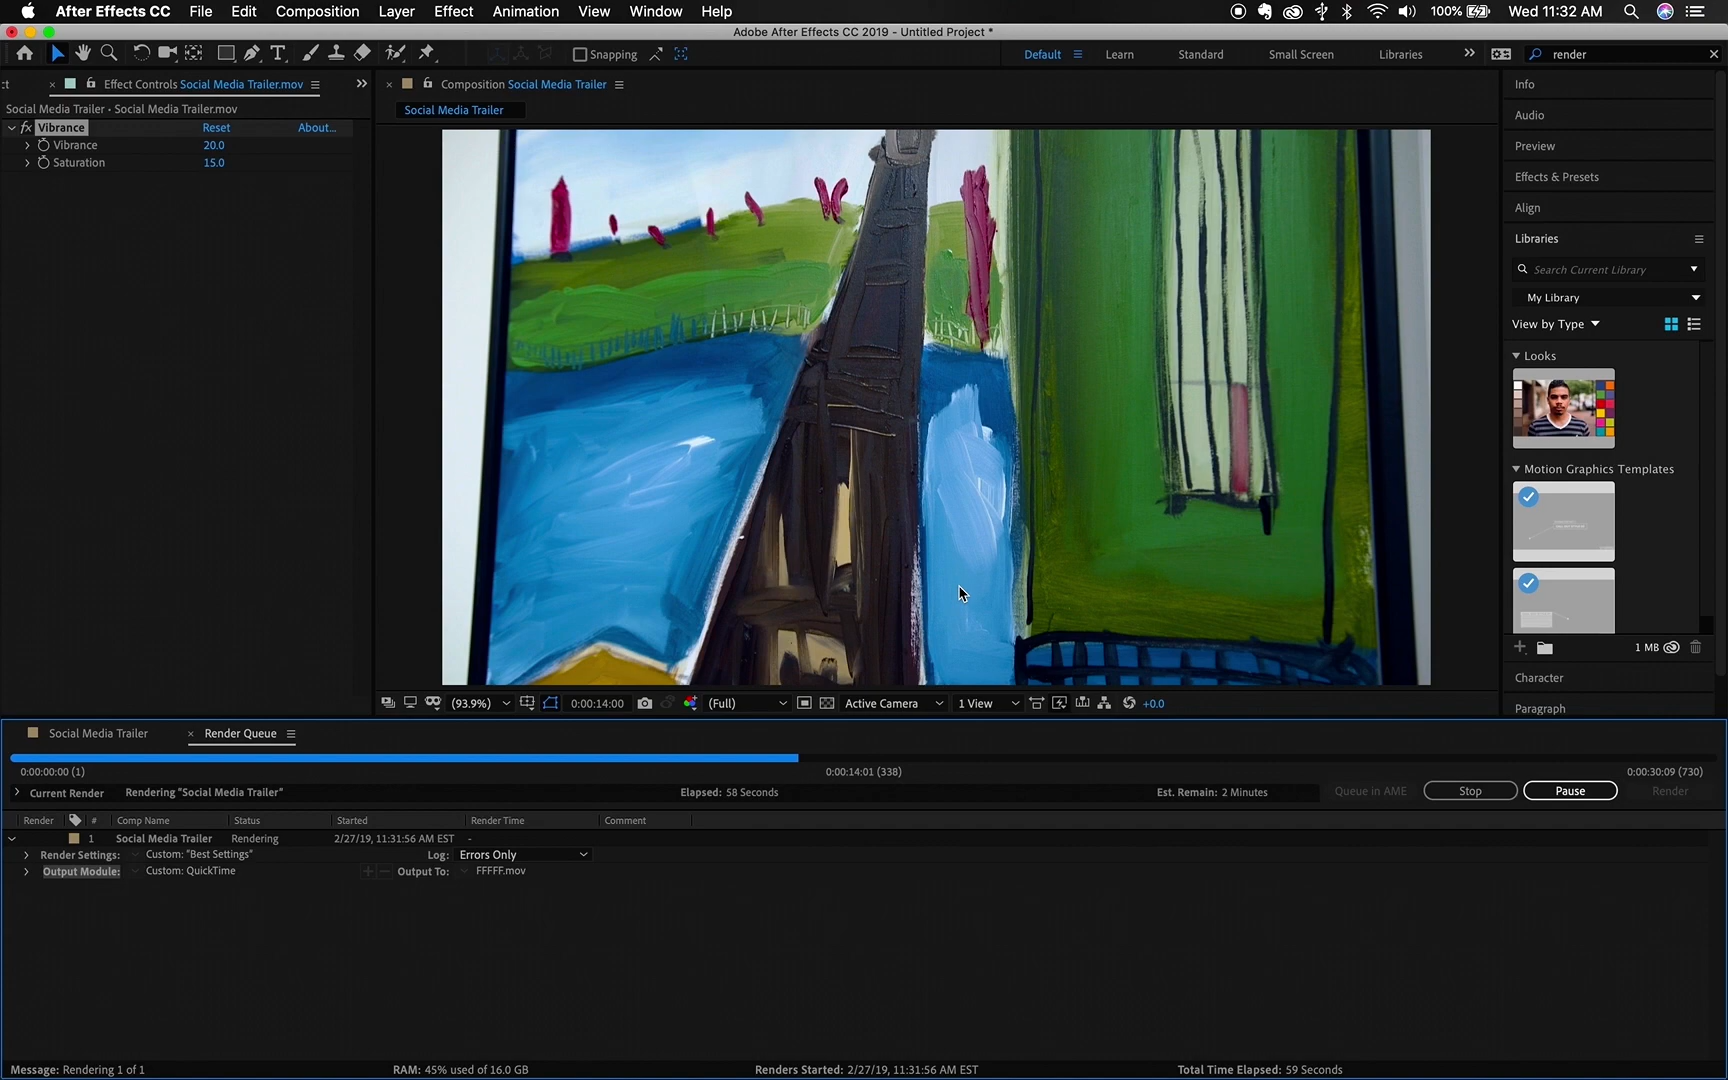 After Effects CC File Edit Composition Layer Effect Animation View Window Help 100% Wed 11:32 AM
Adobe After Effects CC 2019 - Untitled Project *
Snapping Default Learn Standard Small Screen Libraries render
ct Effect Controls Social Media Trailer.mov
Composition Social Media Trailer
Social Media Trailer • Social Media Trailer.mov
Social Media Trailer
fx Vibrance Reset About...
Vibrance 20.0
Saturation 15.0
Info
Audio
Preview
Effects & Presets
Align
Libraries
Search Current Library
My Library
View by Type
Looks
Motion Graphics Templates
1 MB
Character
Paragraph
(93.9%) 0:00:14:00 (Full) Active Camera 1 View +0.0
Social Media Trailer Render Queue
0:00:00:00 (1) 0:00:14:01 (338) 0:00:30:09 (730)
Current Render Rendering "Social Media Trailer" Elapsed: 58 Seconds Est. Remain: 2 Minutes Queue in AME Stop Pause Render
Render # Comp Name Status Started Render Time Comment
1 Social Media Trailer Rendering 2/27/19, 11:31:56 AM EST -
Render Settings: Custom: "Best Settings" Log: Errors Only
Output Module: Custom: QuickTime Output To: FFFFF.mov
Message: Rendering 1 of 1 RAM: 45% used of 16.0 GB Renders Started: 2/27/19, 11:31:56 AM EST Total Time Elapsed: 59 Seconds